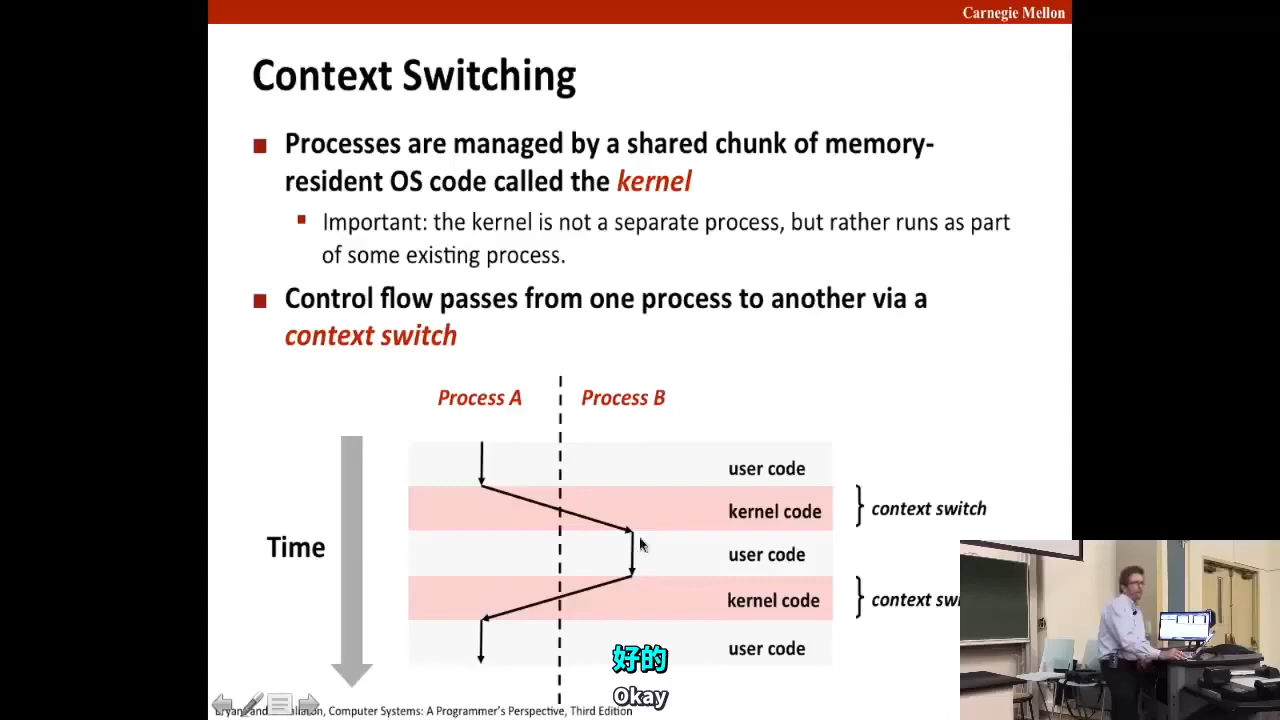 Carnegie Mellon
Context Switching
Processes are managed by a shared chunk of memory-
resident OS code called the kernel
Important: the kernel is not a separate process, but rather runs as part
of some existing process.
Control flow passes from one process to another via a
context switch
Process A
Process B
user code
kernel code
context switch
Time
user code
kernel code
context swi
user code
好的
Okay
Computer Systems: A Programmer's Perspective, Third Edition